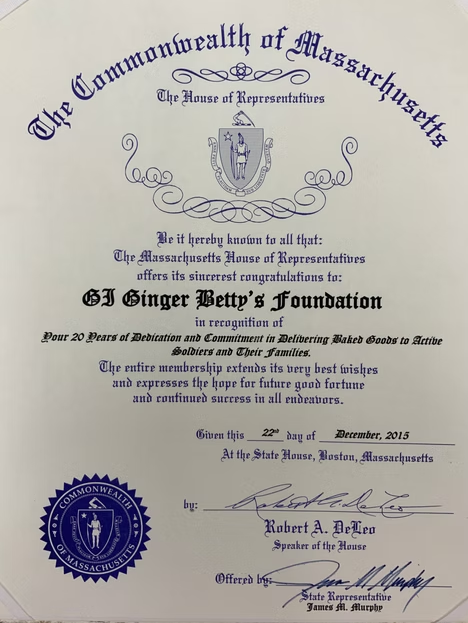 The Commonwealth of Massachusetts
The House of Representatives
Be it hereby known to all that:
The Massachusetts House of Representatives
offers its sincerest congratulations to:
GI Ginger Betty's Foundation
in recognition of
Your 20 Years of Dedication and Commitment in Delivering Baked Goods to Active
Soldiers and Their Families.
The entire membership extends its very best wishes
and expresses the hope for future good fortune
and continued success in all endeavors.
Given this 22nd day of December, 2015
At the State House, Boston, Massachusetts
by: Robert A. DeLeo
Robert A. DeLeo
Speaker of the House
Offered by: James M. Murphy
State Representative
James M. Murphy
COMMONWEALTH
OF MASSACHUSETTS